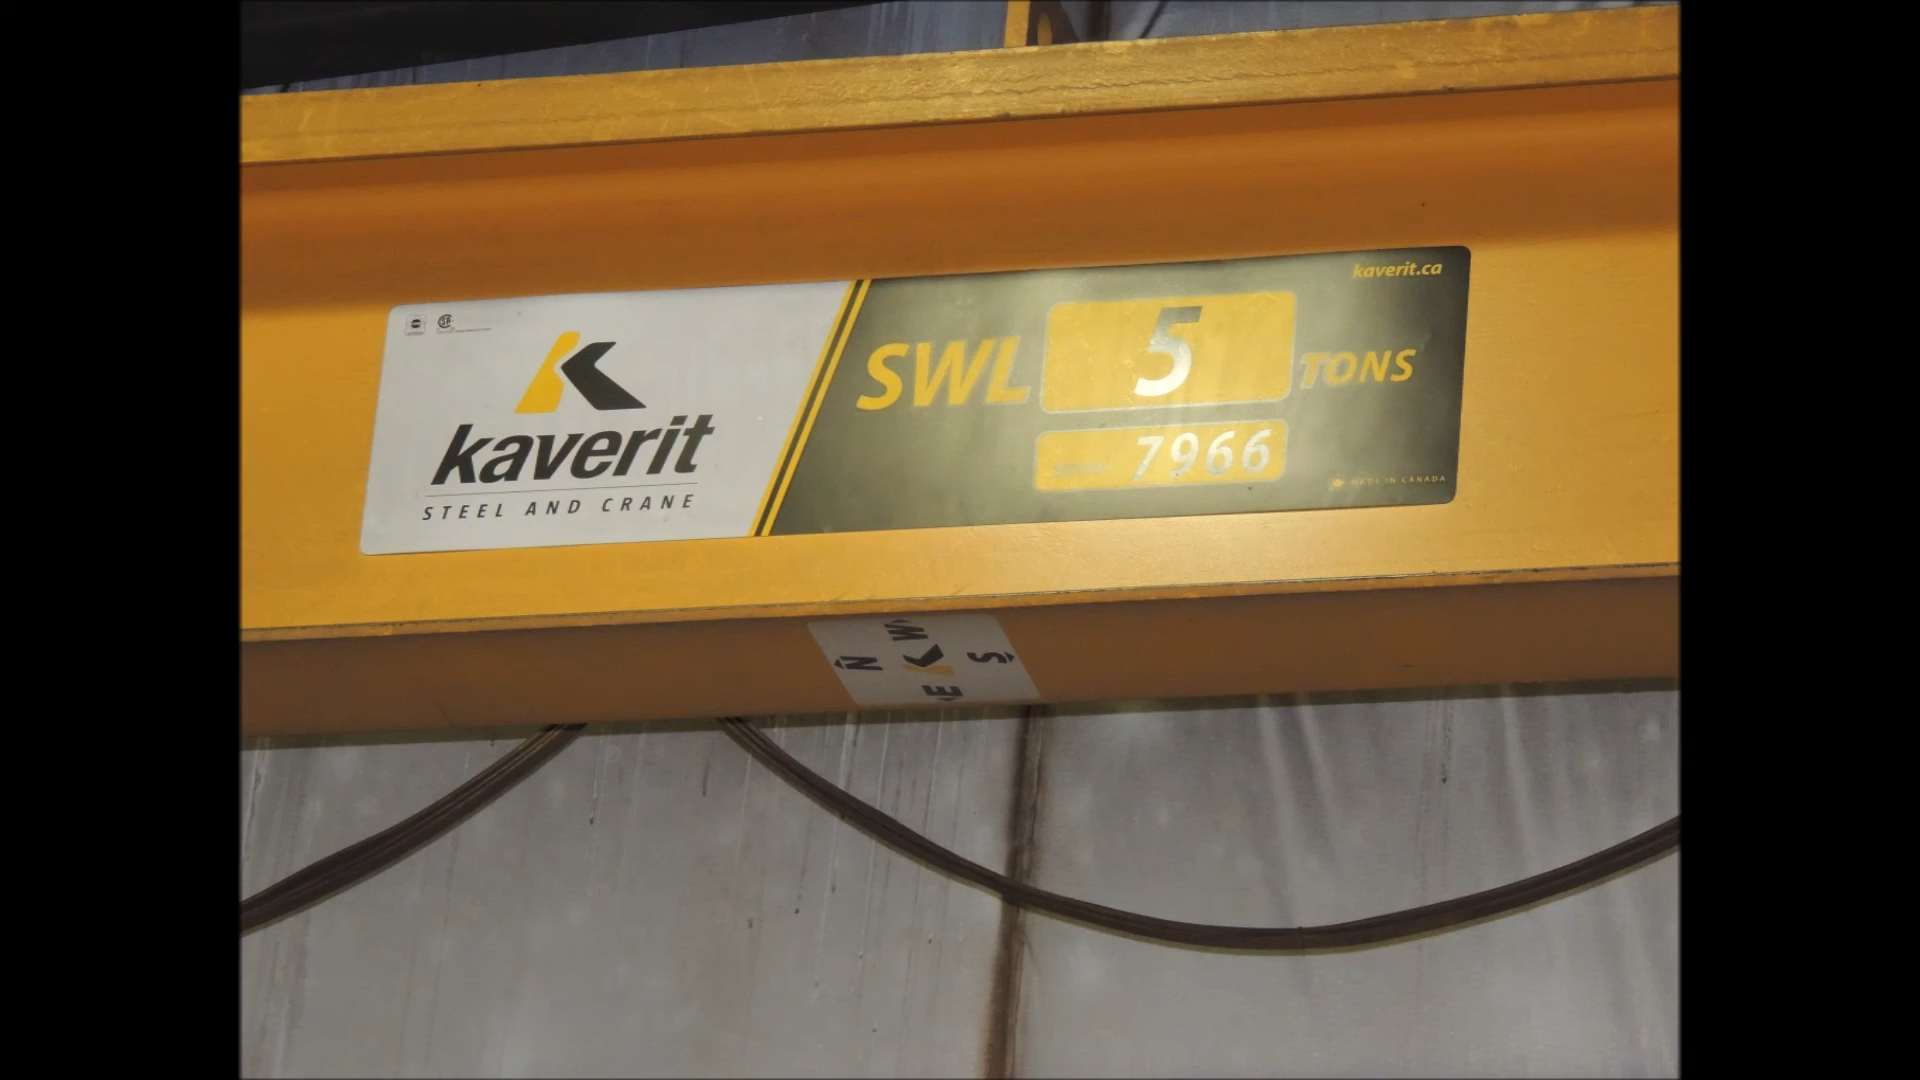 kaverit.ca
kaverit
STEEL AND CRANE
SWL 5 TONS
7966
MADE IN CANADA
N
W
K
E
S